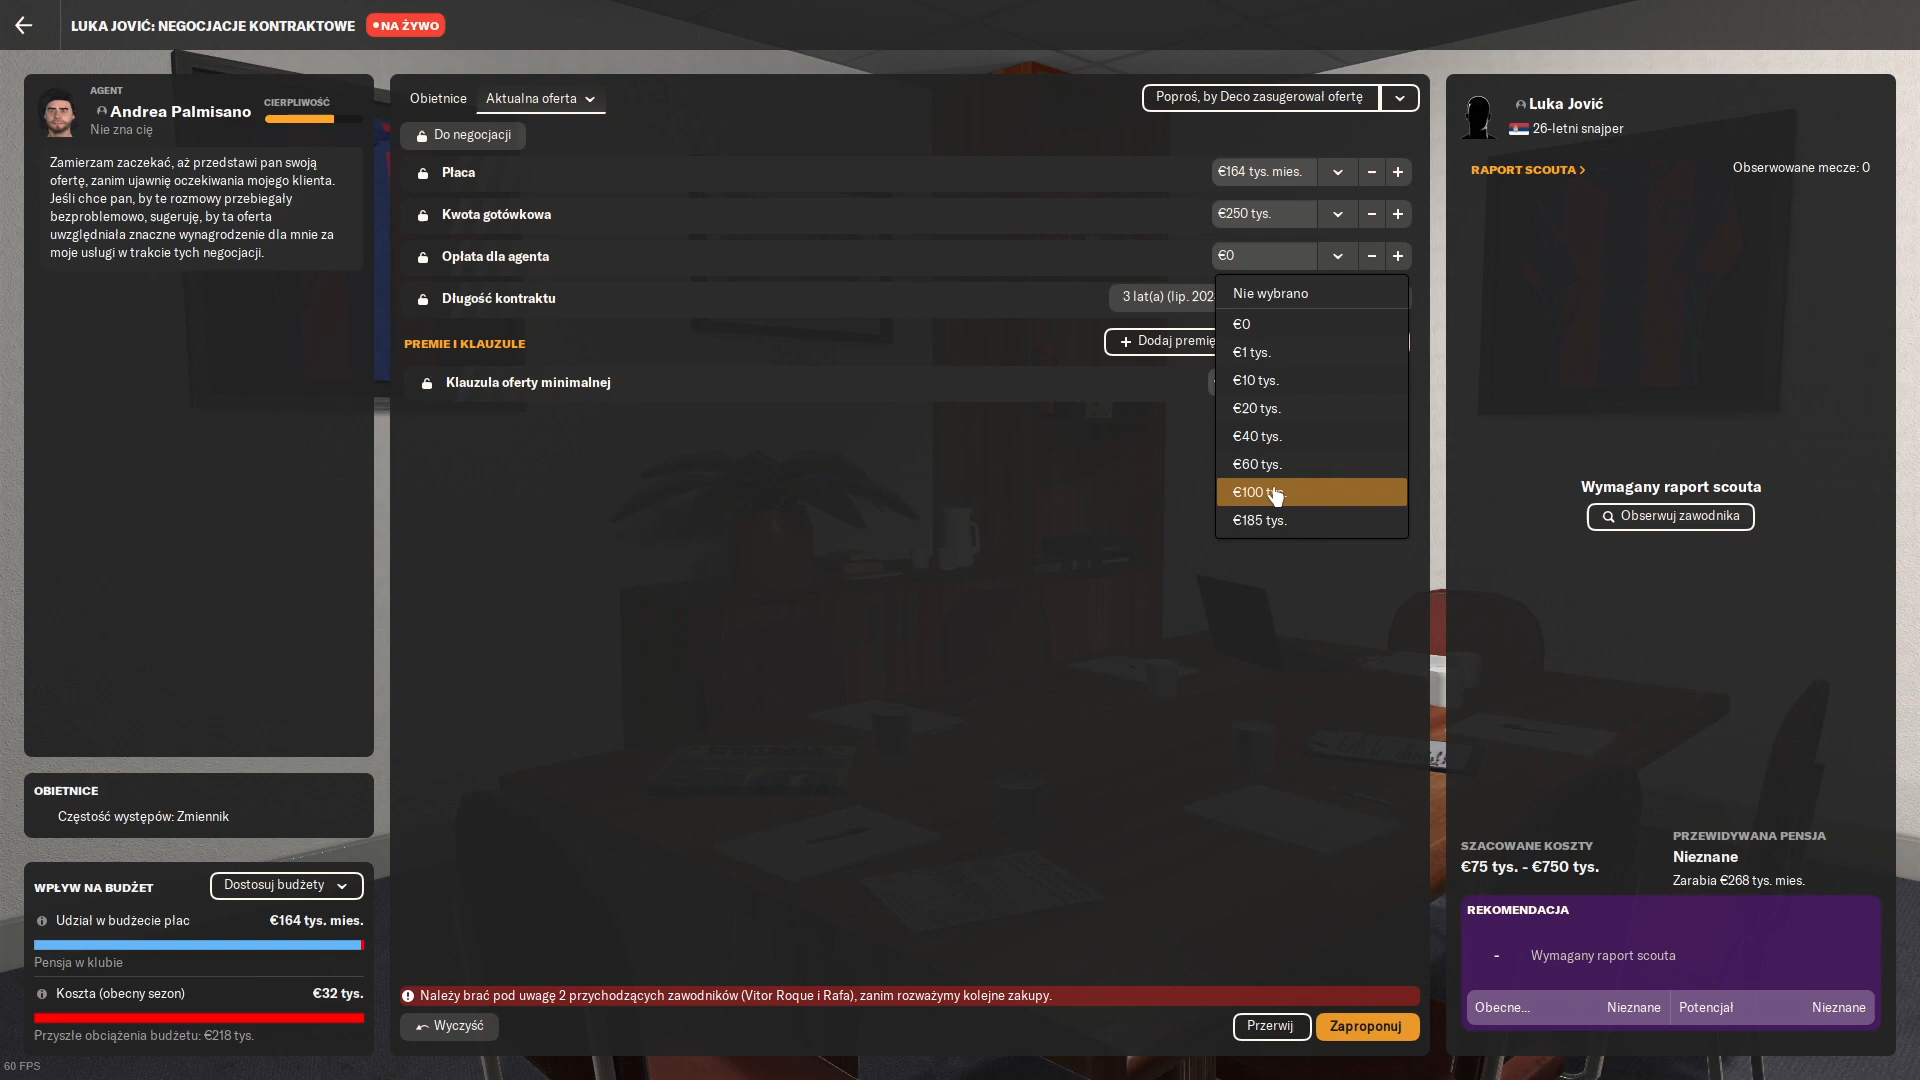 LUKA JOVIĆ: NEGOCJACJE KONTRAKTOWE
NA ŻYWO
AGENT
Andrea Palmisano
Nie zna cię
CIERPLIWOŚĆ
Zamierzam zaczekać, aż przedstawi pan swoją
ofertę, zanim ujawnię oczekiwania mojego klienta.
Jeśli chce pan, by te rozmowy przebiegały
bezproblemowo, sugeruję, by ta oferta
uwzględniała znaczne wynagrodzenie dla mnie za
moje usługi w trakcie tych negocjacji.
OBIETNICE
Częstość występów: Zmiennik
WPŁYW NA BUDŻET
Dostosuj budżety
Udział w budżecie płac
€164 tys. mies.
Pensja w klubie
Koszta (obecny sezon)
€32 tys.
Przyszłe obciążenia budżetu: €218 tys.
60 FPS
Obietnice
Aktualna oferta
Poproś, by Deco zasugerował ofertę
Do negocjacji
Płaca
€164 tys. mies.
Kwota gotówkowa
€250 tys.
Opłata dla agenta
€0
Długość kontraktu
3 lat(a) (lip. 202
PREMIE I KLAUZULE
Dodaj premię
Klauzula oferty minimalnej
Nie wybrano
€0
€1 tys.
€10 tys.
€20 tys.
€40 tys.
€60 tys.
€100 tys.
€185 tys.
Należy brać pod uwagę 2 przychodzących zawodników (Vitor Roque i Rafa), zanim rozważymy kolejne zakupy.
Wyczyść
Przerwij
Zaproponuj
Luka Jović
26-letni snajper
RAPORT SCOUTA
Obserwowane mecze: 0
Wymagany raport scouta
Obserwuj zawodnika
SZACOWANE KOSZTY
€75 tys. - €750 tys.
PRZEWIDYWANA PENSJA
Nieznane
Zarabia €268 tys. mies.
REKOMENDACJA
- Wymagany raport scouta
Obecne...
Nieznane
Potencjał
Nieznane